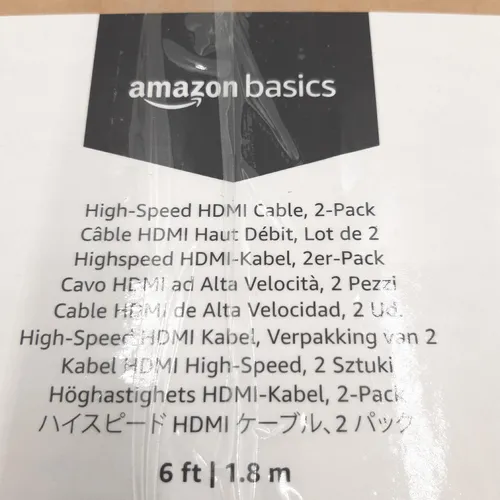 amazon basics
High-Speed HDMI Cable, 2-Pack
Câble HDMI Haut Débit, Lot de 2
Highspeed HDMI-Kabel, 2er-Pack
Cavo HDMI ad Alta Velocità, 2 Pezzi
Cable HDMI de Alta Velocidad, 2 Ud.
High-Speed HDMI Kabel, Verpakking van 2
Kabel HDMI High-Speed, 2 Sztuki
Höghastighets HDMI-Kabel, 2-Pack
ハイスピード HDMI ケーブル、2 パック
6 ft | 1.8 m